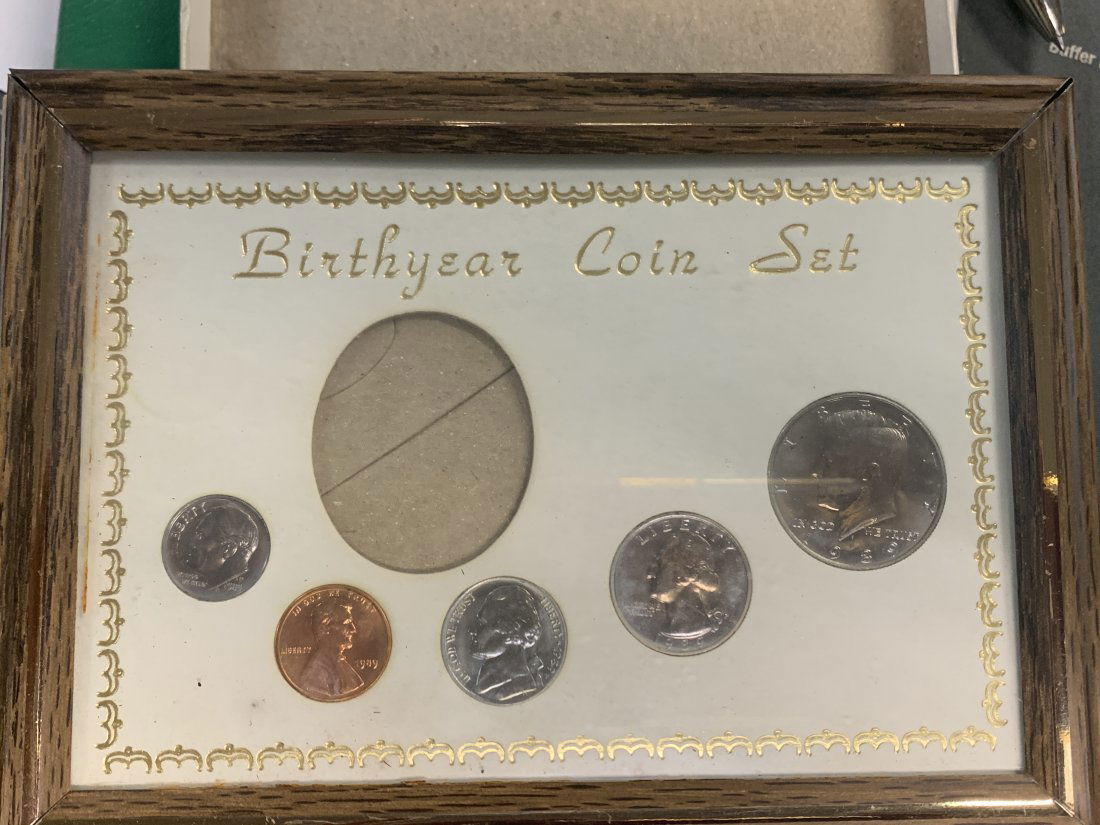 Buffer
Birthyear Coin Set
LIBERTY
IN GOD WE TRUST
LIBERTY
IN GOD WE TRUST
LIBERTY
1989
IN GOD WE TRUST
LIBERTY